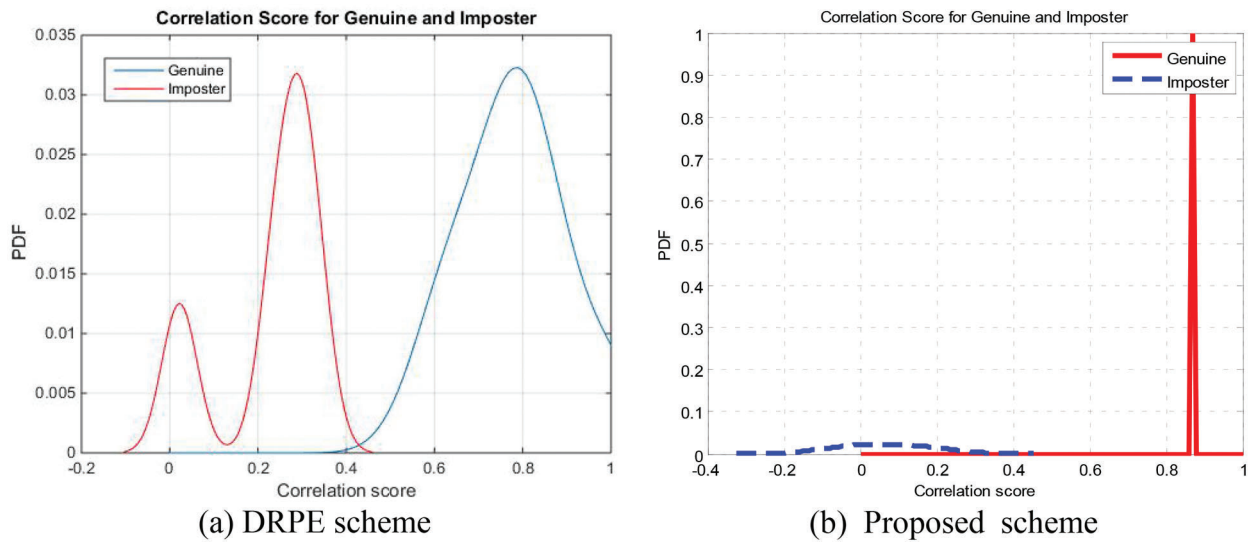 Correlation Score for Genuine and Imposter
0.035
0.03
0.025
0.02
0.015
0.01
0.005
0
PDF
Genuine
Imposter
-0.2 0 0.2 0.4 0.6 0.8 1
Correlation score
(a) DRPE scheme
Correlation Score for Genuine and Imposter
1
0.9
0.8
0.7
0.6
0.5
0.4
0.3
0.2
0.1
0
PDF
Genuine
Imposter
-0.4 -0.2 0 0.2 0.4 0.6 0.8 1
Correlation score
(b) Proposed scheme